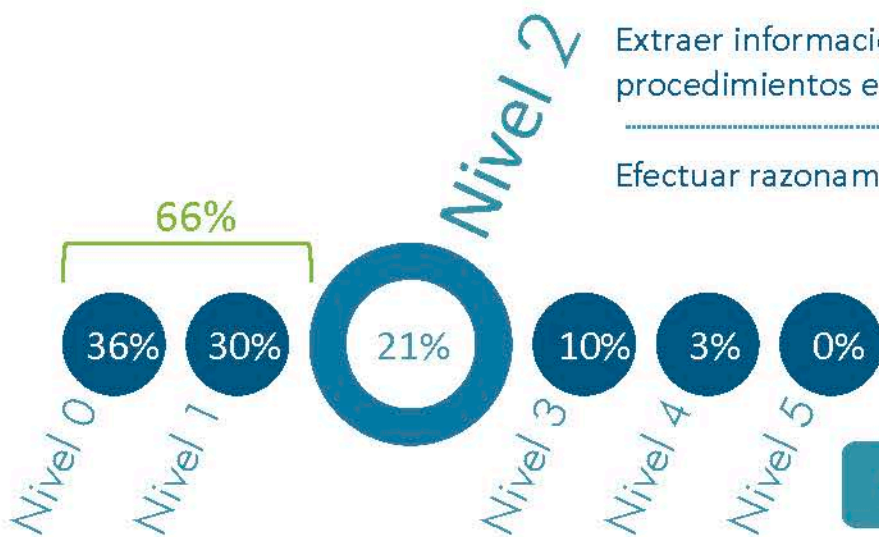 Nivel 2
Extraer informaci
procedimientos e
Efectuar razonam
66%
36% 30% 21% 10% 3% 0%
Nivel 0 Nivel 1 Nivel 3 Nivel 4 Nivel 5